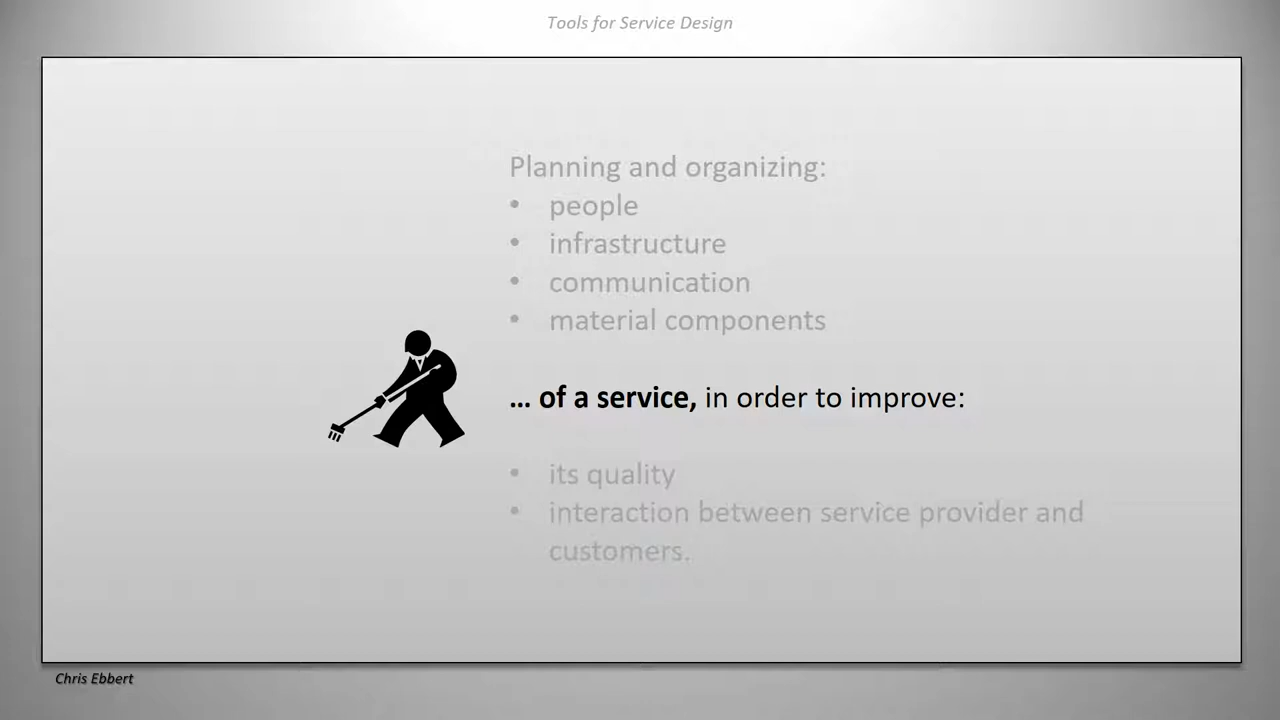 Tools for Service Design
Planning and organizing:
• people
• infrastructure
• communication
• material components
... of a service, in order to improve:
• its quality
• interaction between service provider and
customers.
Chris Ebbert